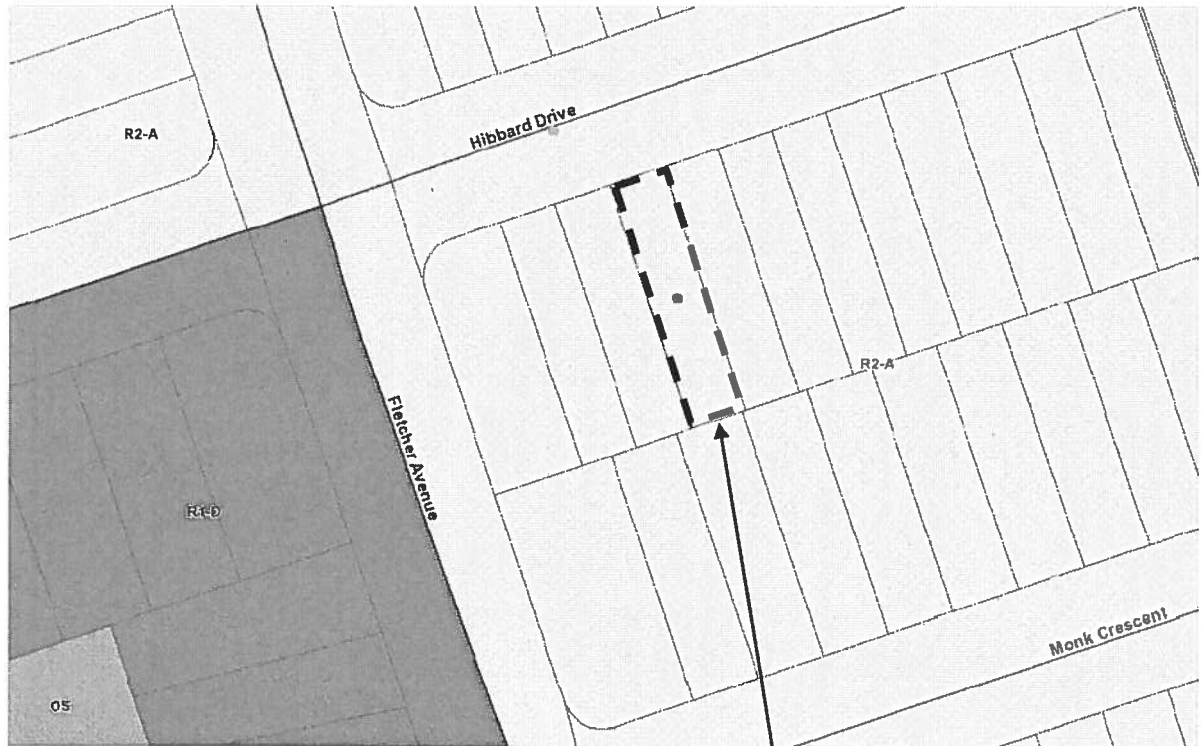 R2-A
Hibbard Drive
R2-A
Fletcher Avenue
R1-D
Monk Crescent
OS